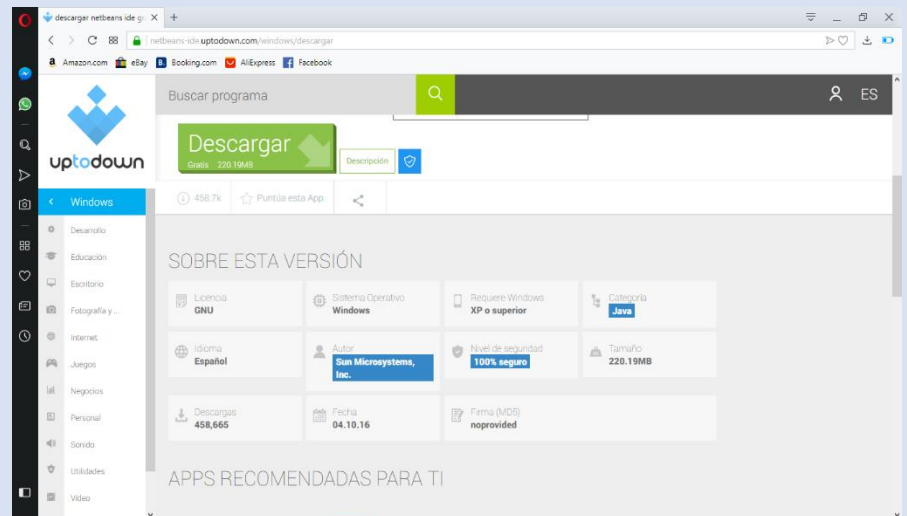 descargar netbeans ide gr
netbeans-ide.uptodown.com/windows/descargar
a Amazon.com eBay B. Booking.com AliExpress Facebook
uptodown
Buscar programa
ES
Descargar
Gratis 220.19MB
Descripción
458.7k
Puntúa esta App
Windows
Desarrollo
Educación
Escritorio
Fotografía y ...
Internet
Juegos
Negocios
Personal
Sonido
Utilidades
Video
SOBRE ESTA VERSIÓN
Licencia
GNU
Sistema Operativo
Windows
Requiere Windows
XP o superior
Categoría
Java
Idioma
Español
Autor
Sun Microsystems,
Inc.
Nivel de seguridad
100% seguro
Tamaño
220.19MB
Descargas
458,665
Fecha
04.10.16
Firma (MD5)
noprovided
APPS RECOMENDADAS PARA TI